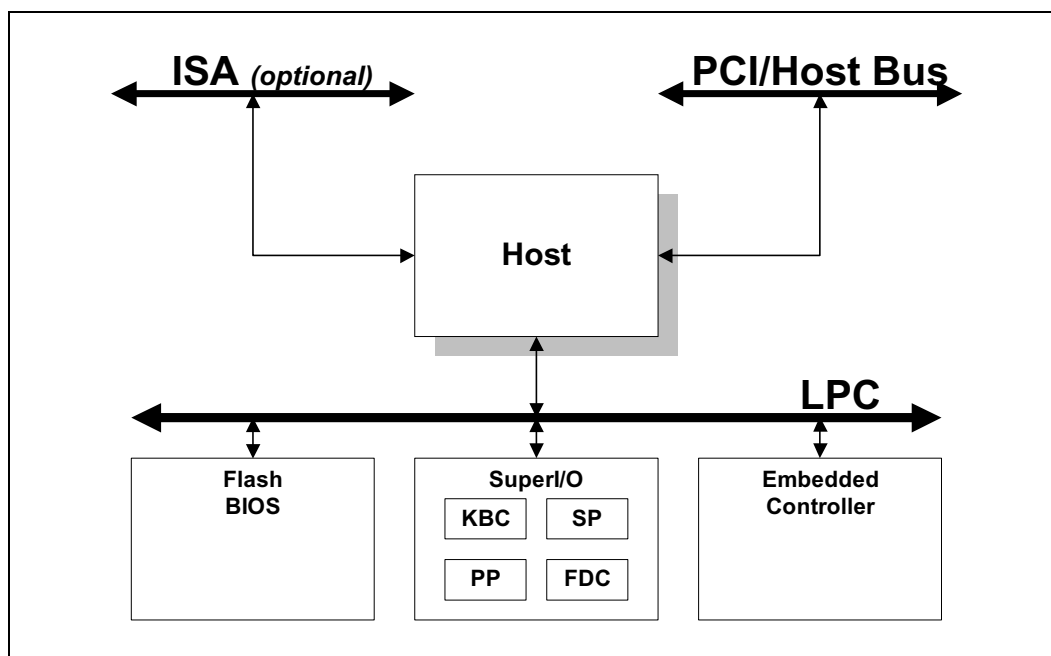 ISA (optional)
PCI/Host Bus
Host
LPC
Flash
BIOS
SuperI/O
KBC
SP
PP
FDC
Embedded
Controller